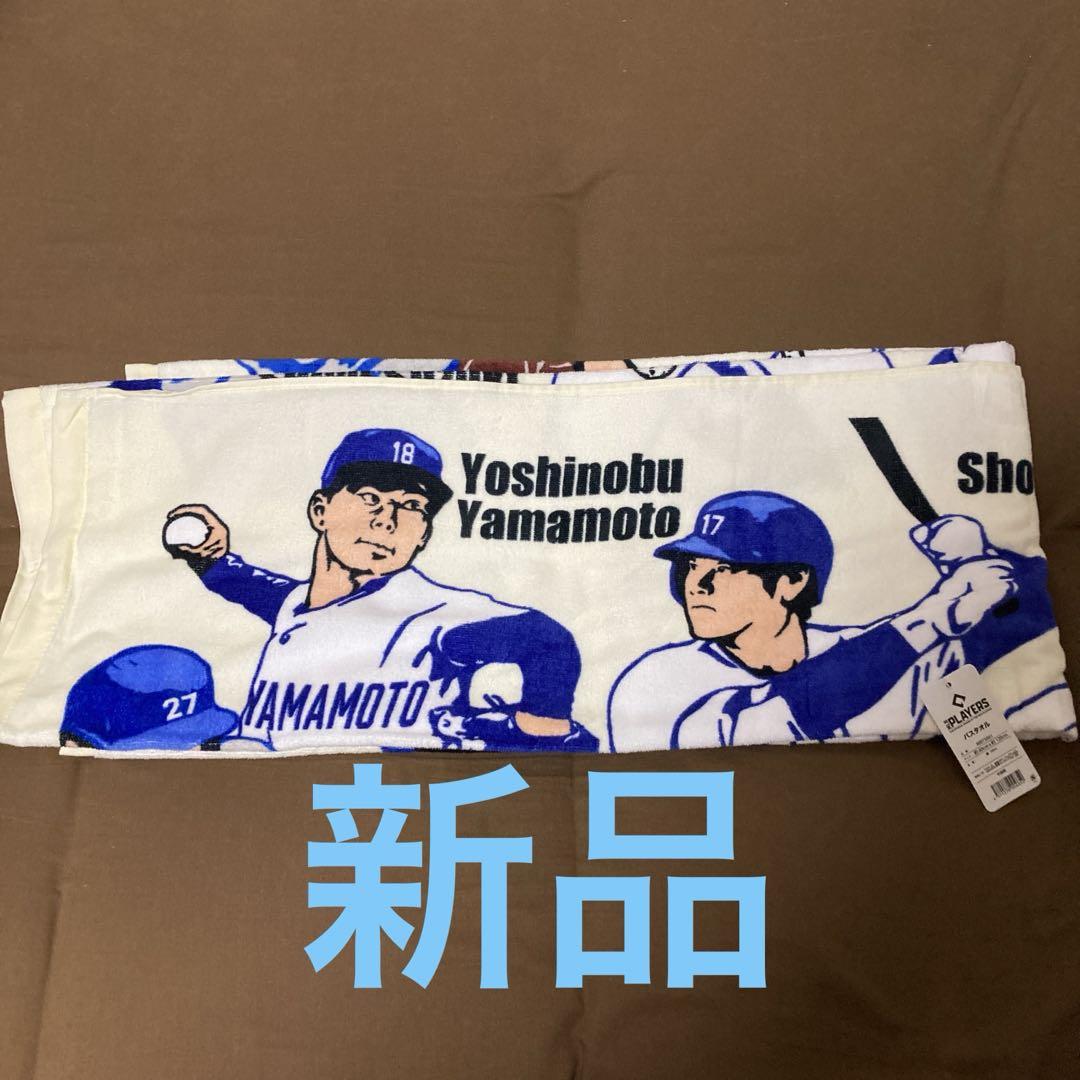 18
Yoshinobu
Yamamoto
17
Sho
27
YAMAMOTO
PLAYERS
バスタオル
新品